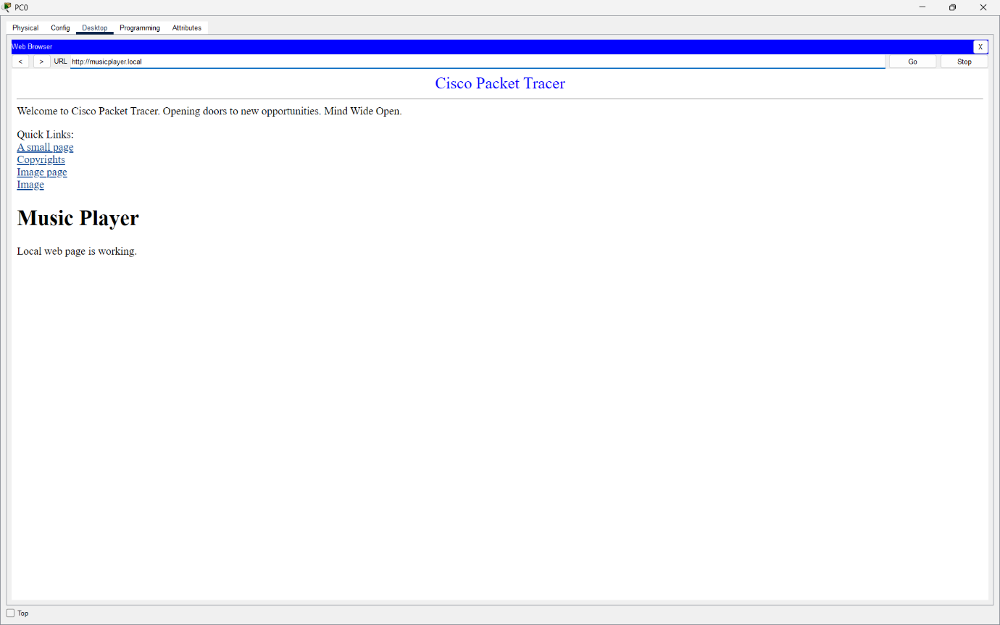 PC0
Physical Config Desktop Programming Attributes
Web Browser X
< > URL http://musicplayer.local Go Stop
Cisco Packet Tracer
Welcome to Cisco Packet Tracer. Opening doors to new opportunities. Mind Wide Open.
Quick Links:
A small page
Copyrights
Image page
Image
Music Player
Local web page is working.
Top